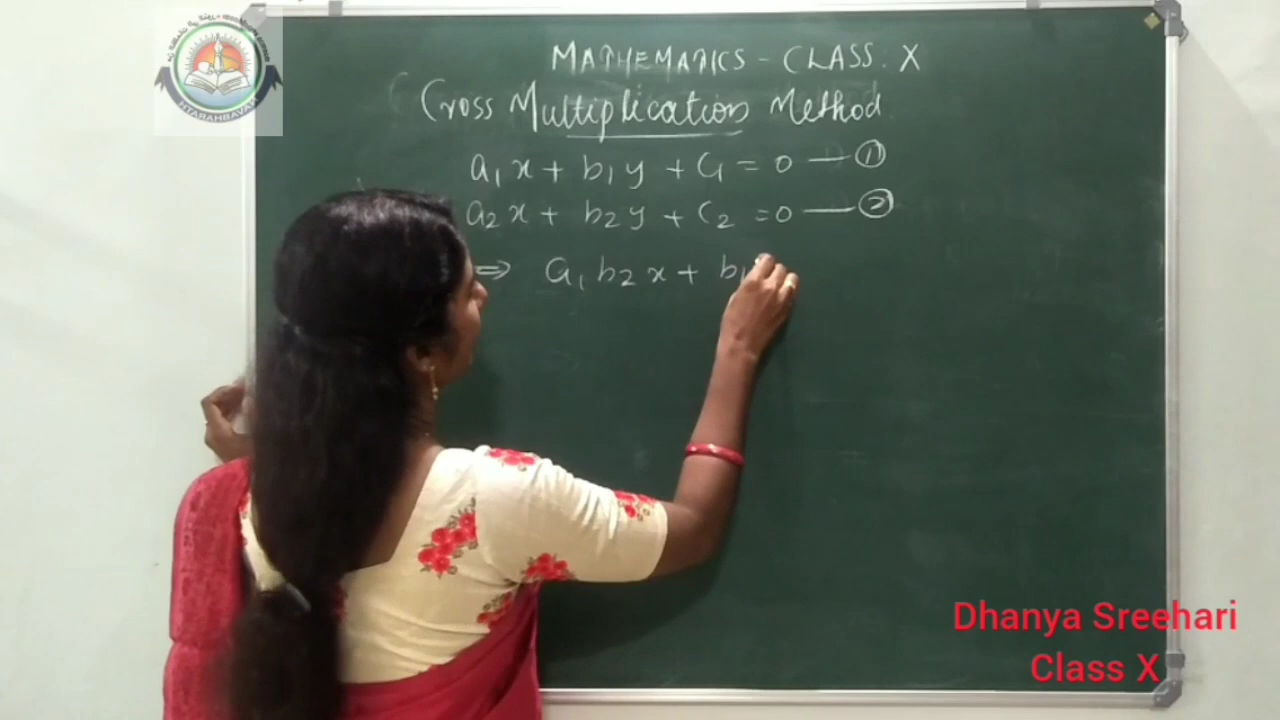 MATHEMATICS - CLASS. X
Cross Multiplication Method
a₁x + b₁y + c₁ = 0 — ①
a₂x + b₂y + c₂ = 0 — ②
⇒ a₁b₂x + b₁
HTARAHBAVAN
Dhanya Sreehari
Class X